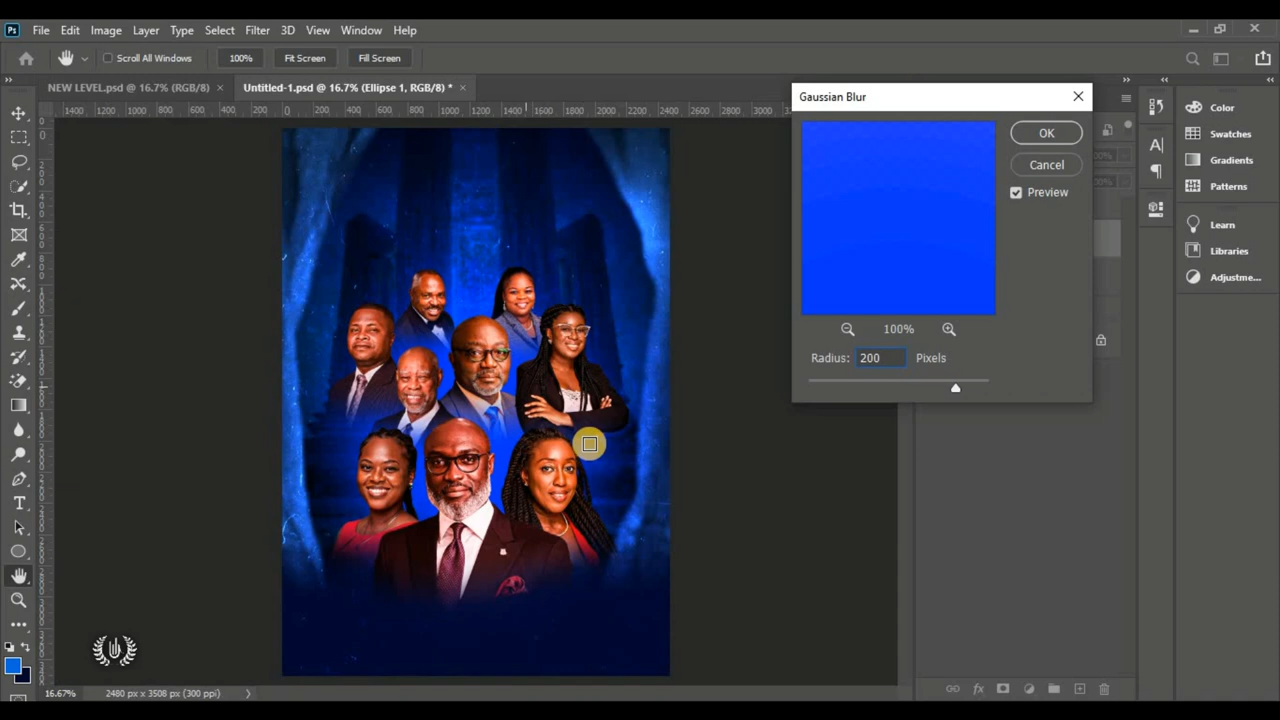 Ps File Edit Image Layer Type Select Filter 3D View Window Help
Scroll All Windows 100% Fit Screen Fill Screen
NEW LEVEL.psd @ 16.7% (RGB/8) × Untitled-1.psd @ 16.7% (Ellipse 1, RGB/8) * ×
1400 1200 1000 800 600 400 200 0 200 400 600 800 1000 1200 1400 1600 1800 2000 2200 2400 2600 2800 3000
Gaussian Blur
OK
Cancel
Preview
100%
Radius: 200 Pixels
Color
Swatches
Gradients
Patterns
Learn
Libraries
Adjustme...
16.67% 2480 px x 3508 px (300 ppi)